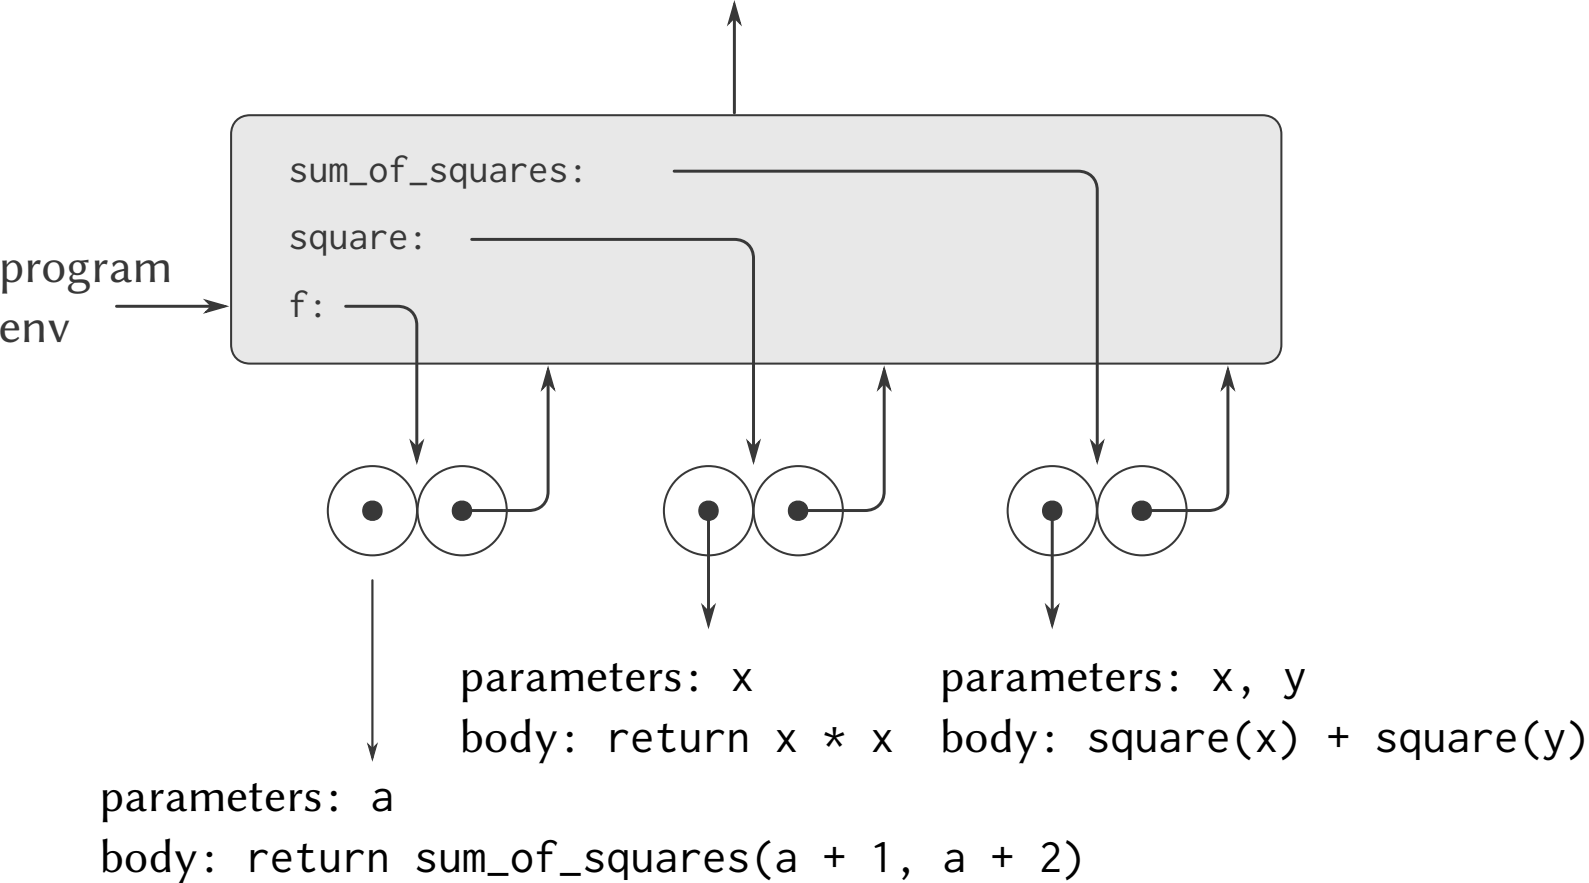 sum_of_squares:
square:
program
env
f:
parameters: x
body: return x * x
parameters: x, y
body: square(x) + square(y)
parameters: a
body: return sum_of_squares(a + 1, a + 2)